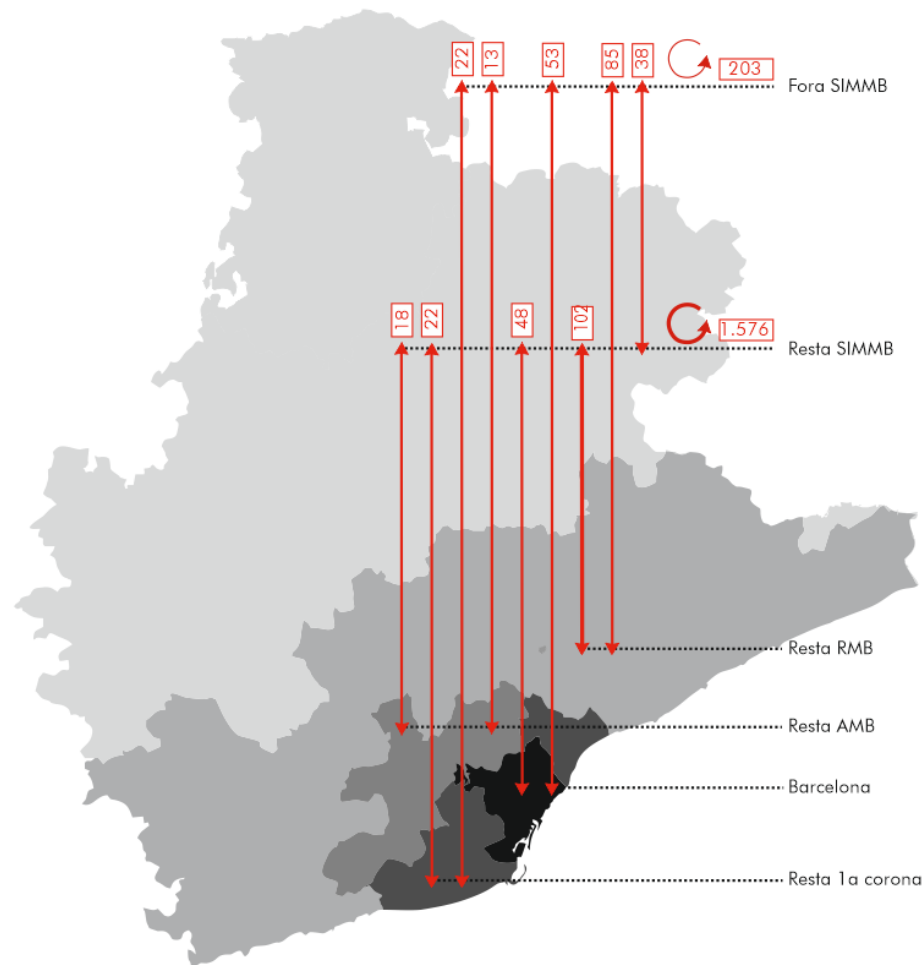 22 13 53 85 38 203
Fora SIMMB
18 22 48 102 1.576
Resta SIMMB
Resta RMB
Resta AMB
Barcelona
Resta 1a corona